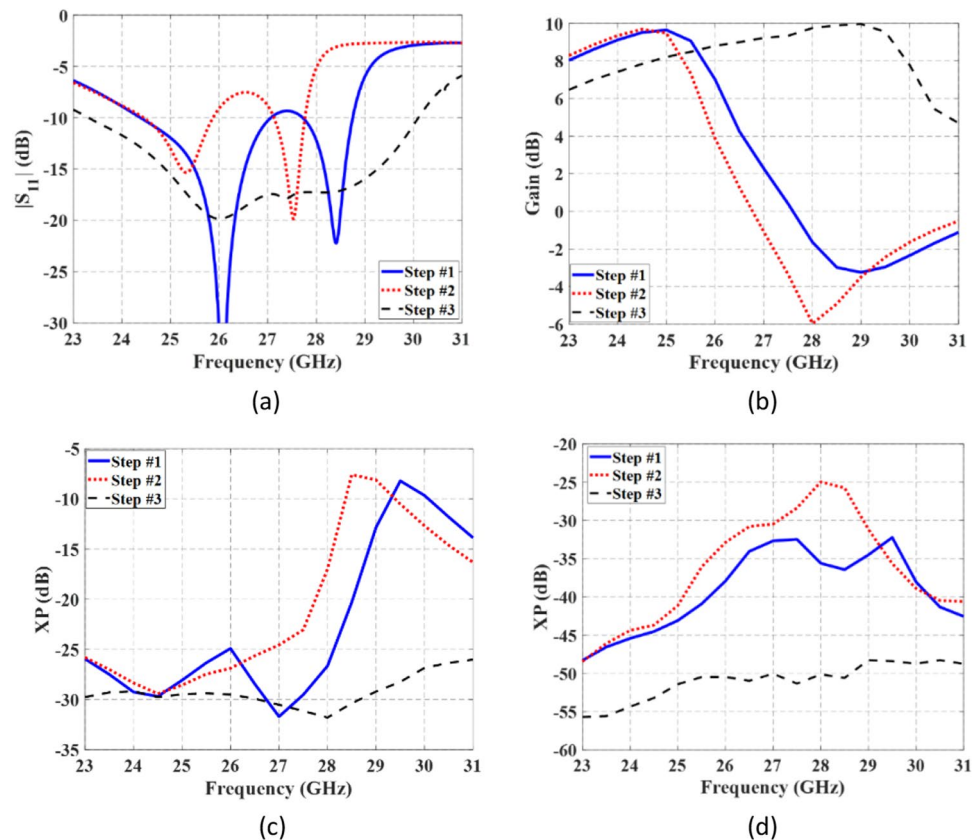 0
-5
-10
-15
-20
-25
-30
|S11| (dB)
Step #1
Step #2
Step #3
23 24 25 26 27 28 29 30 31
Frequency (GHz)
(a)
10
8
6
4
2
0
-2
-4
-6
Gain (dB)
Step #1
Step #2
Step #3
23 24 25 26 27 28 29 30 31
Frequency (GHz)
(b)
-5
-10
-15
-20
-25
-30
-35
XP (dB)
Step #1
Step #2
Step #3
23 24 25 26 27 28 29 30 31
Frequency (GHz)
(c)
-20
-25
-30
-35
-40
-45
-50
-55
-60
XP (dB)
Step #1
Step #2
Step #3
23 24 25 26 27 28 29 30 31
Frequency (GHz)
(d)